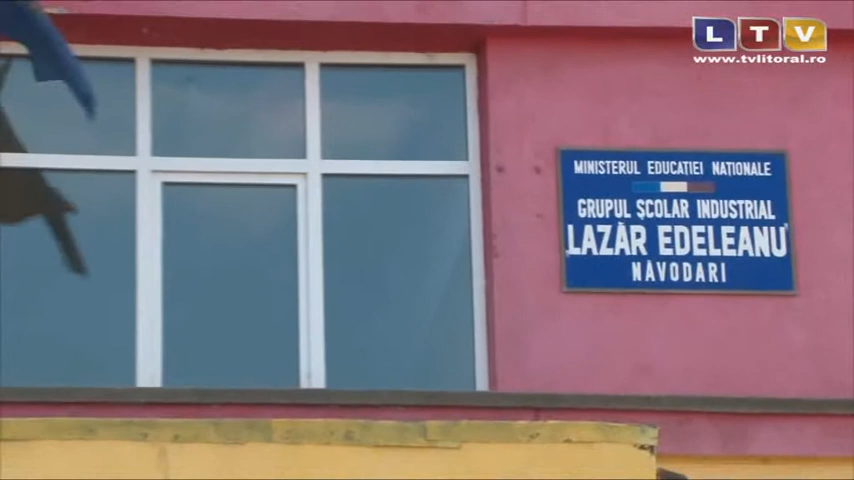 LTV
www.tvlitoral.ro
MINISTERUL EDUCAȚIEI NAȚIONALE
GRUPUL ȘCOLAR INDUSTRIAL
LAZĂR EDELEANU
NĂVODARI